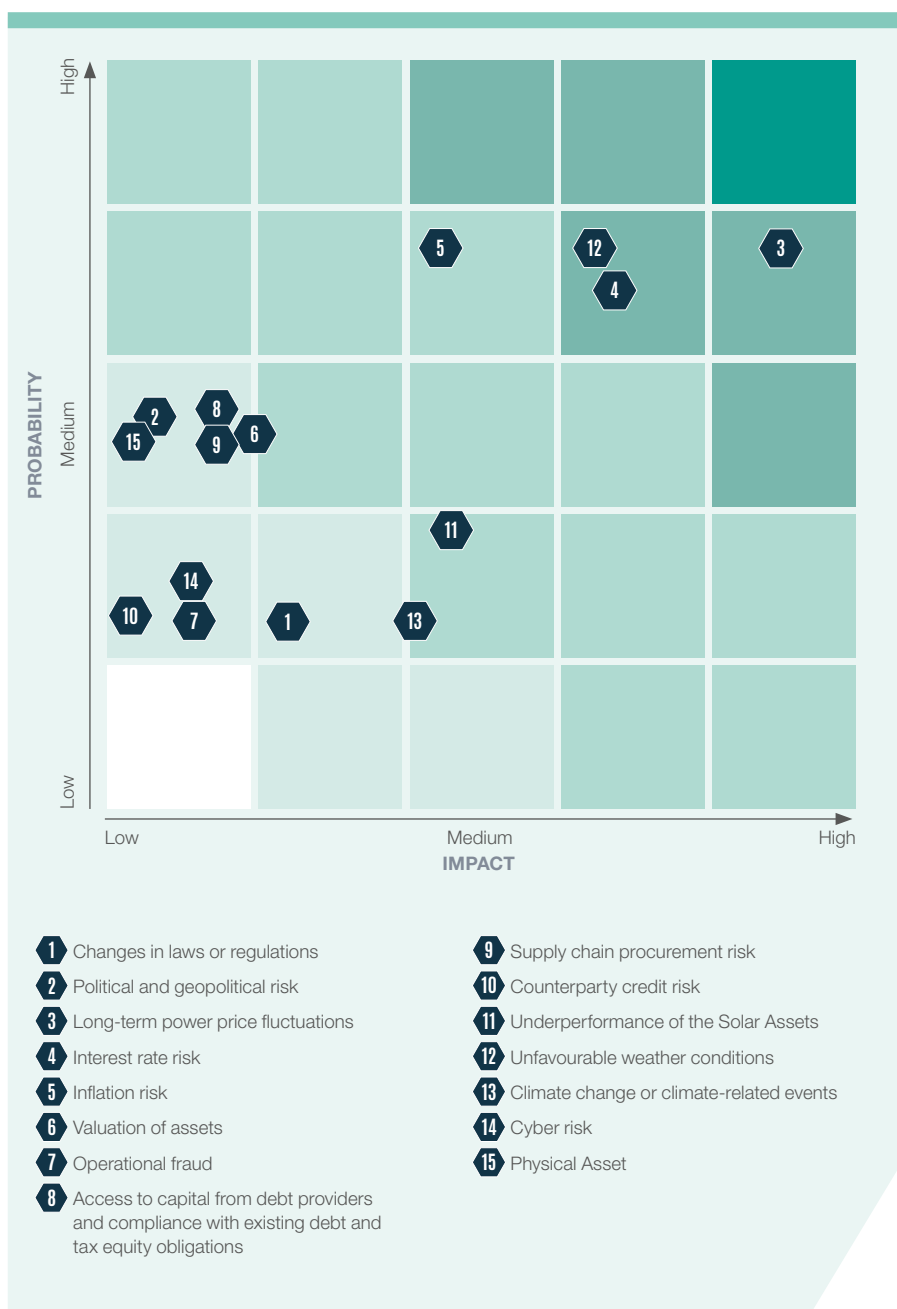 High
5
12
3
4
PROBABILITY
Medium
2
8
15
9
6
11
14
10
7
1
13
Low
Low
Medium
High
IMPACT
1 Changes in laws or regulations
2 Political and geopolitical risk
3 Long-term power price fluctuations
4 Interest rate risk
5 Inflation risk
6 Valuation of assets
7 Operational fraud
8 Access to capital from debt providers
and compliance with existing debt and
tax equity obligations
9 Supply chain procurement risk
10 Counterparty credit risk
11 Underperformance of the Solar Assets
12 Unfavourable weather conditions
13 Climate change or climate-related events
14 Cyber risk
15 Physical Asset